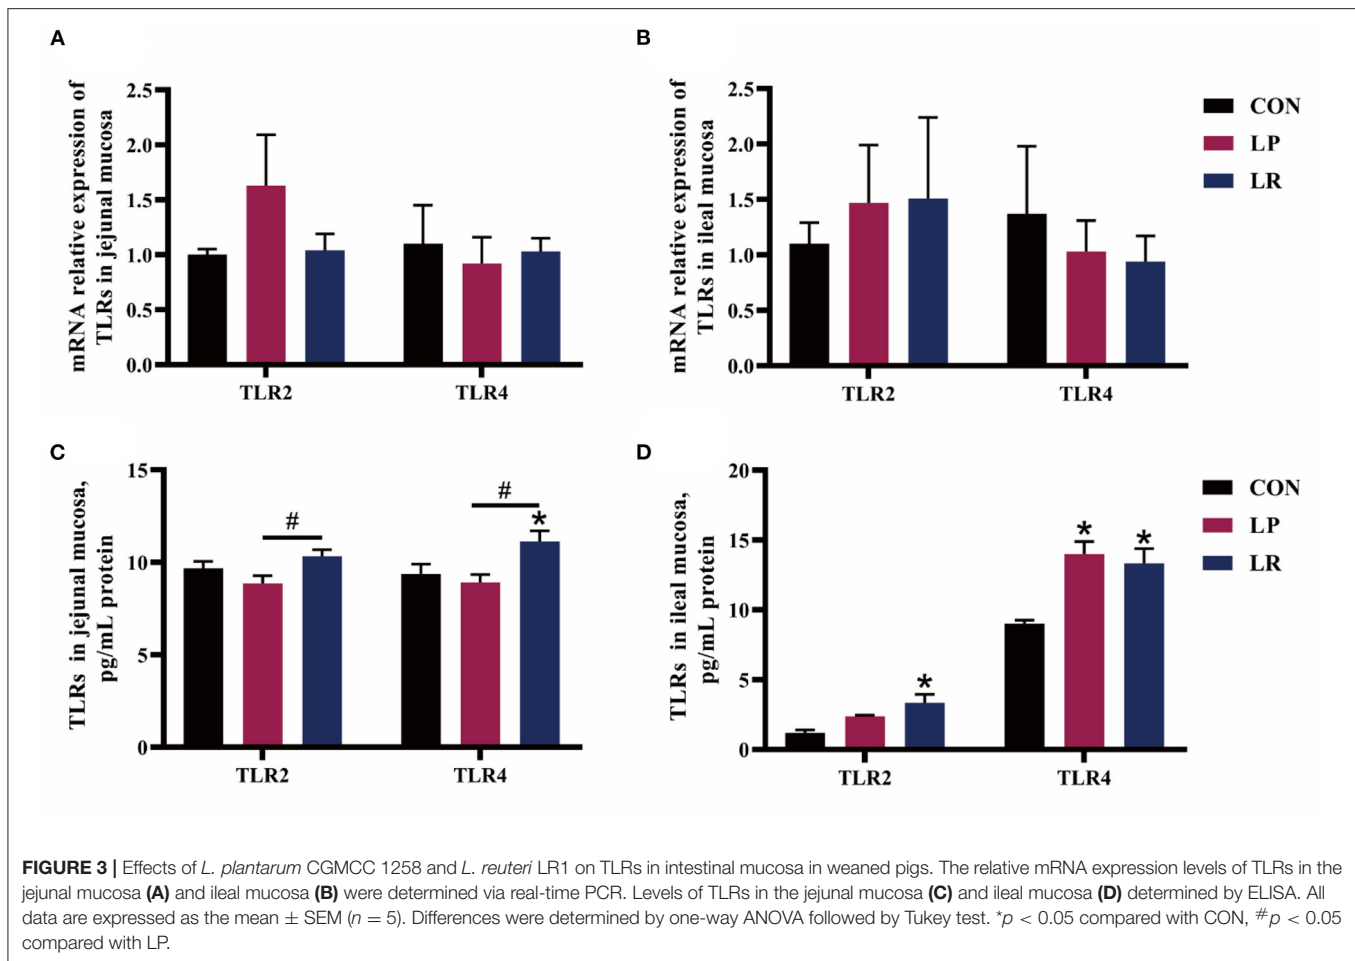 A
mRNA relative expression of
TLRs in jejunal mucosa
2.5
2.0
1.5
1.0
0.5
0.0
TLR2
TLR4
B
mRNA relative expression of
TLRs in ileal mucosa
2.5
2.0
1.5
1.0
0.5
0.0
TLR2
TLR4
CON
LP
LR
C
TLRs in jejunal mucosa,
pg/mL protein
15
10
5
0
#
#
*
TLR2
TLR4
D
TLRs in ileal mucosa,
pg/mL protein
20
15
10
5
0
*
*
*
TLR2
TLR4
CON
LP
LR
FIGURE 3 | Effects of L. plantarum CGMCC 1258 and L. reuteri LR1 on TLRs in intestinal mucosa in weaned pigs. The relative mRNA expression levels of TLRs in the
jejunal mucosa (A) and ileal mucosa (B) were determined via real-time PCR. Levels of TLRs in the jejunal mucosa (C) and ileal mucosa (D) determined by ELISA. All
data are expressed as the mean ± SEM (n = 5). Differences were determined by one-way ANOVA followed by Tukey test. *p < 0.05 compared with CON, #p < 0.05
compared with LP.